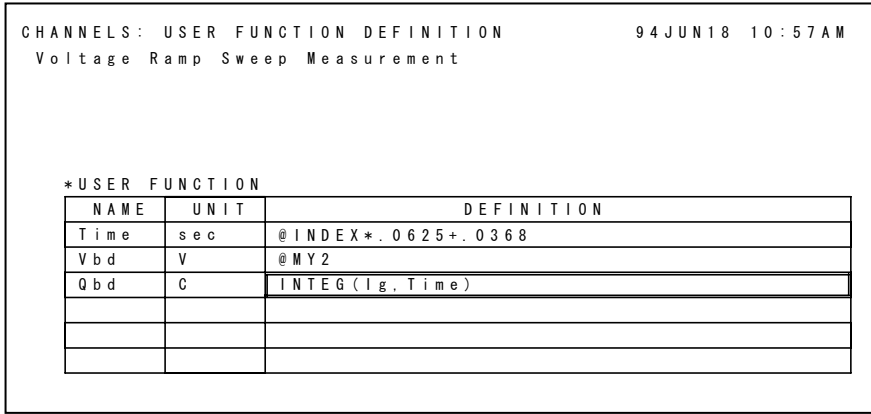 CHANNELS: USER FUNCTION DEFINITION 94JUN18 10:57AM
Voltage Ramp Sweep Measurement
*USER FUNCTION
NAME UNIT DEFINITION
Time sec @INDEX*.0625+.0368
Vbd V @MY2
Qbd C INTEG(Ig,Time)